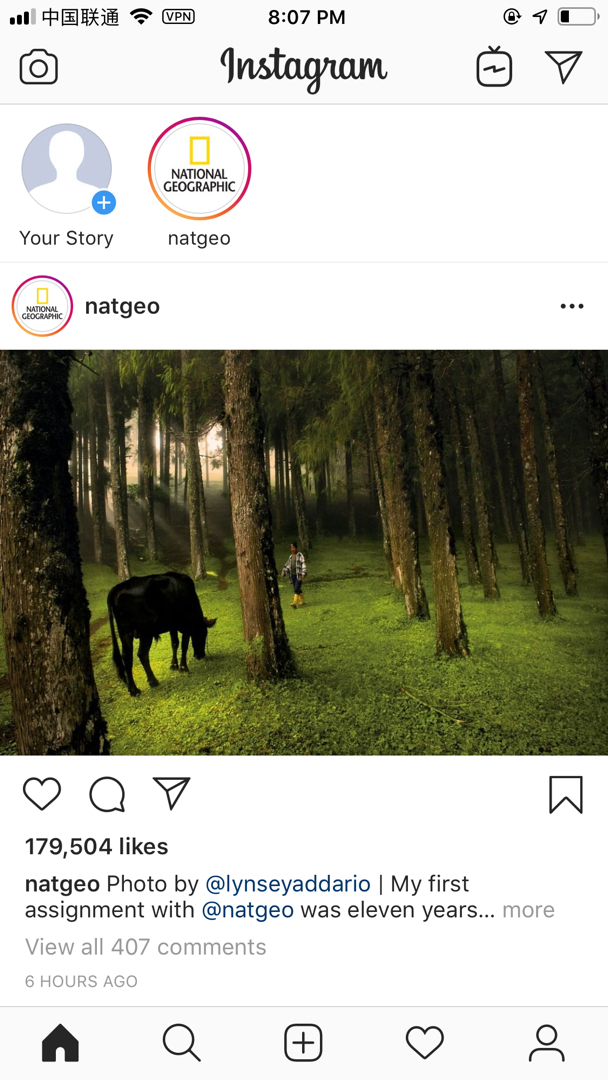 中国联通 VPN 8:07 PM
Instagram
NATIONAL
GEOGRAPHIC
Your Story
natgeo
NATIONAL
GEOGRAPHIC
natgeo
179,504 likes
natgeo Photo by @lynseyaddario | My first
assignment with @natgeo was eleven years... more
View all 407 comments
6 HOURS AGO